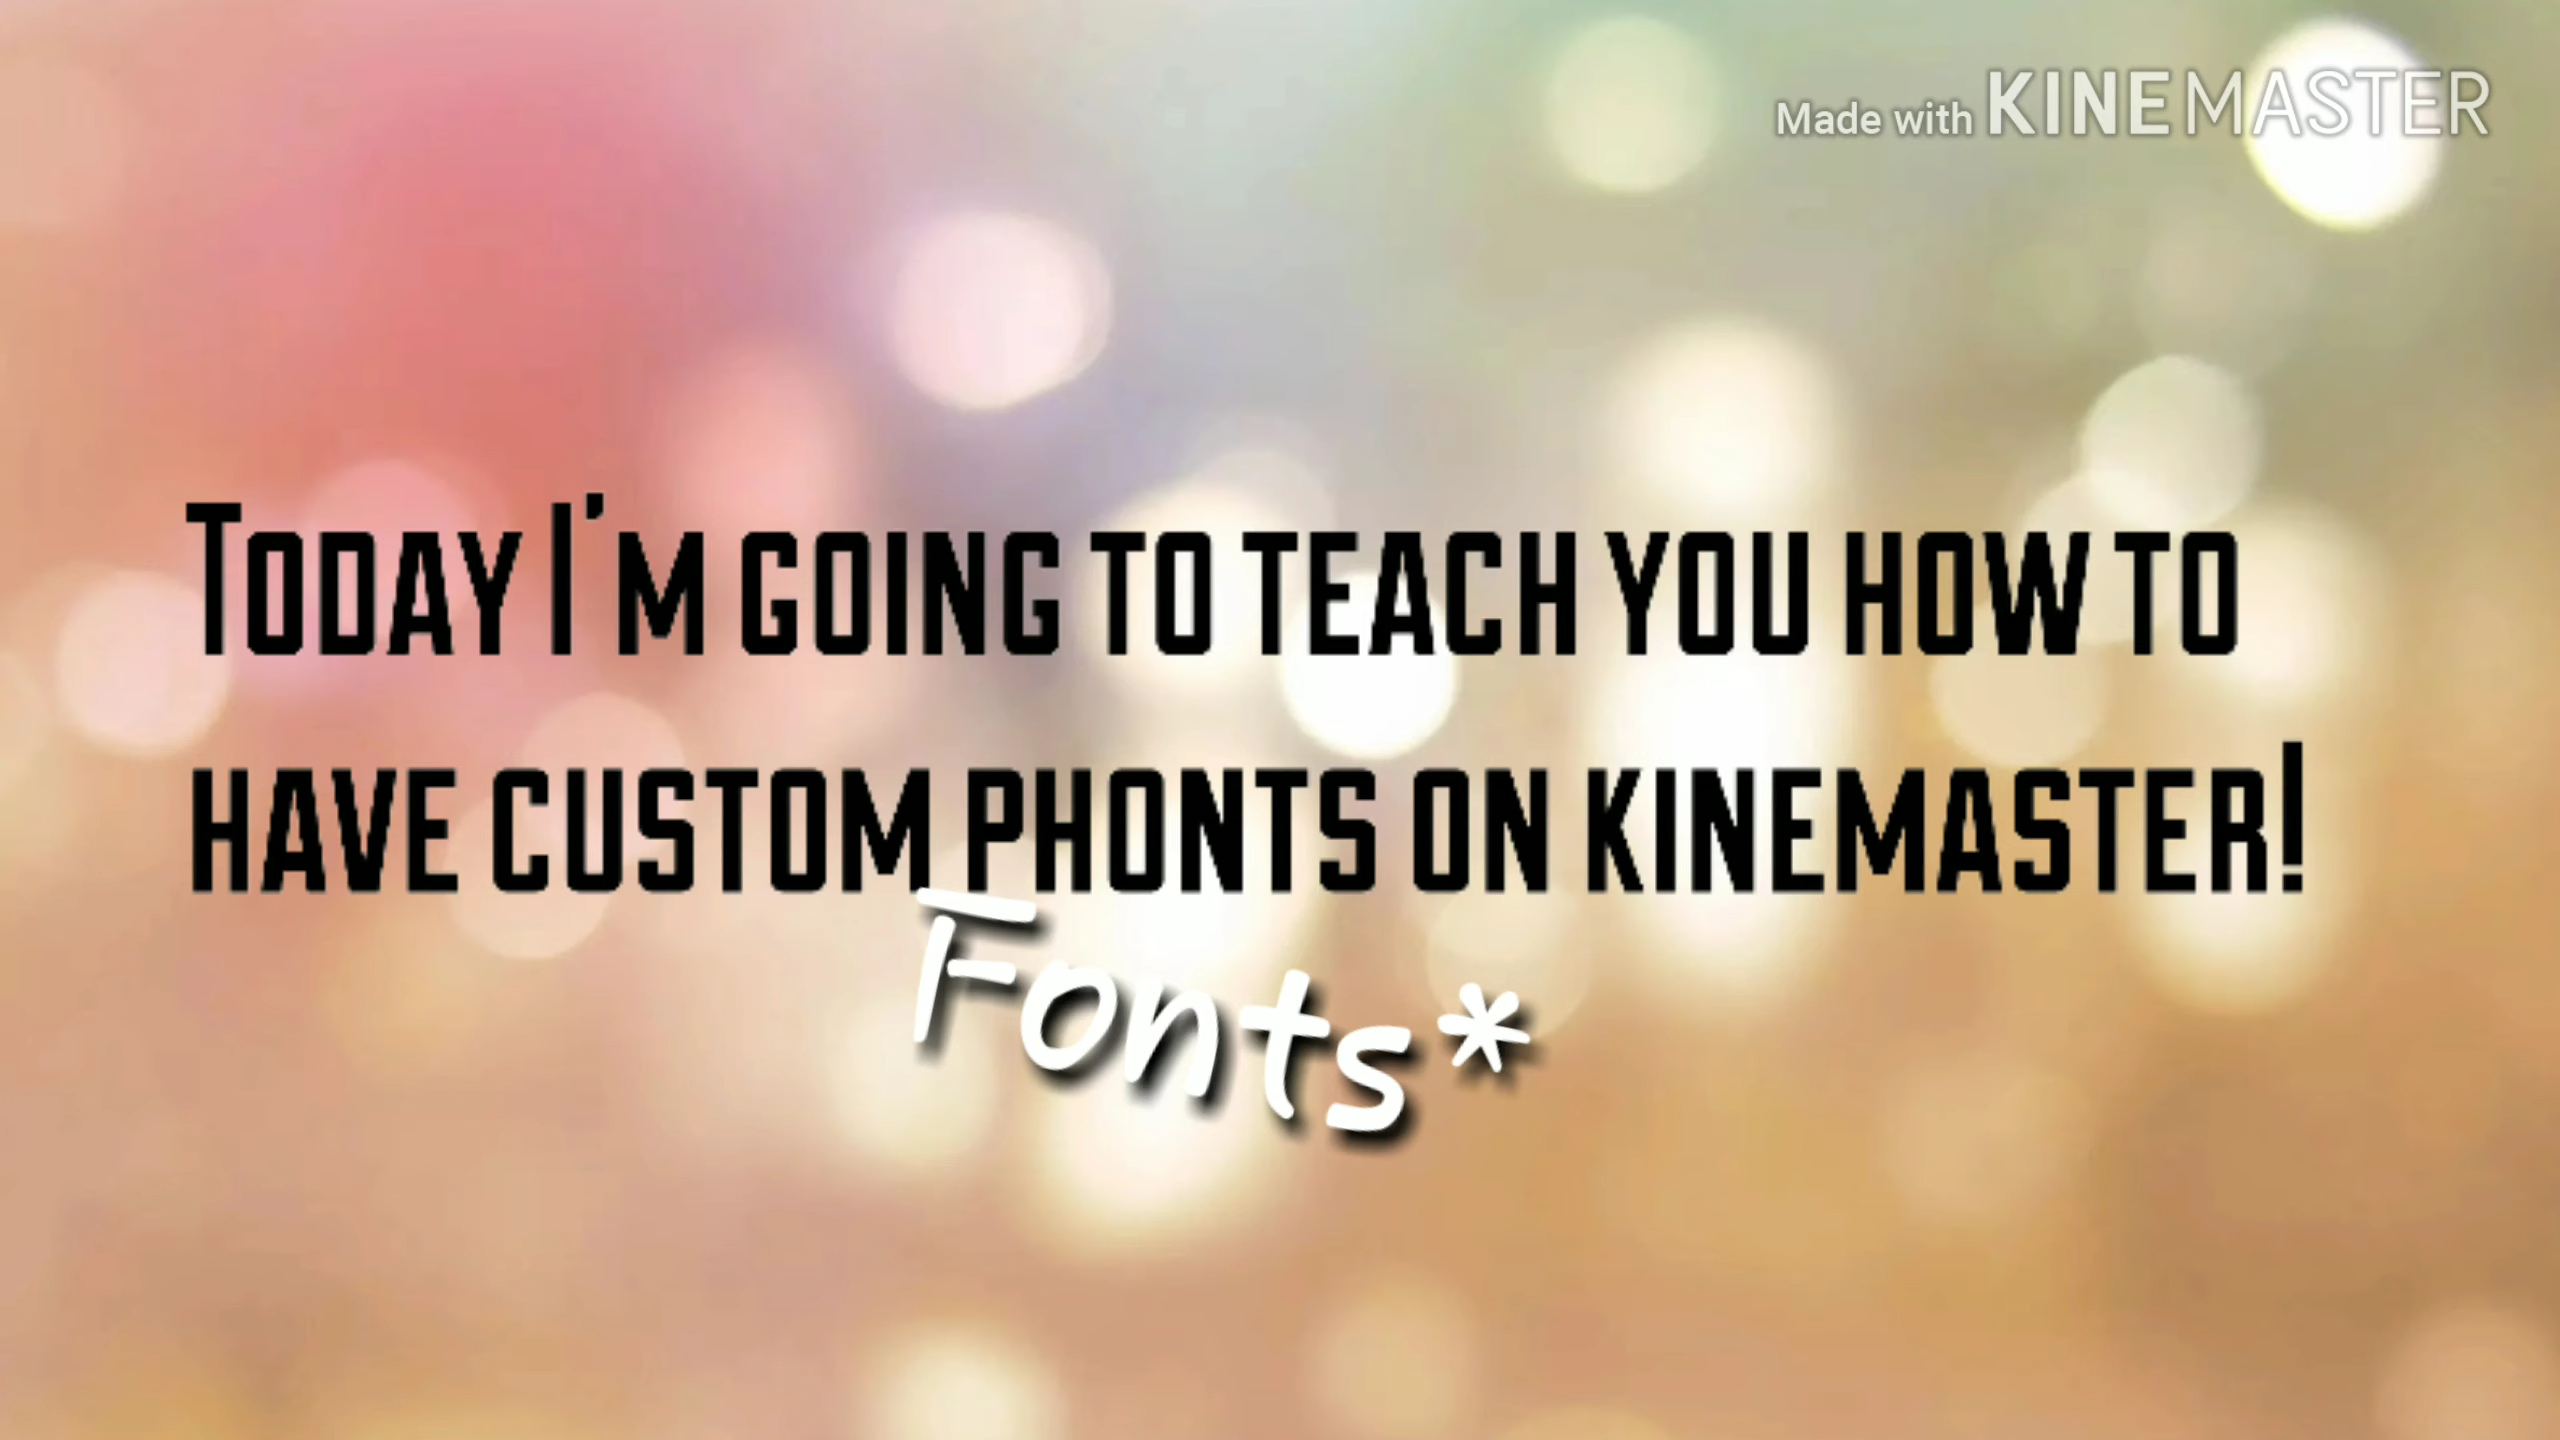 Made with KINEMASTER
Today I'm going to teach you how to
have custom phonts on kinemaster!
Fonts*